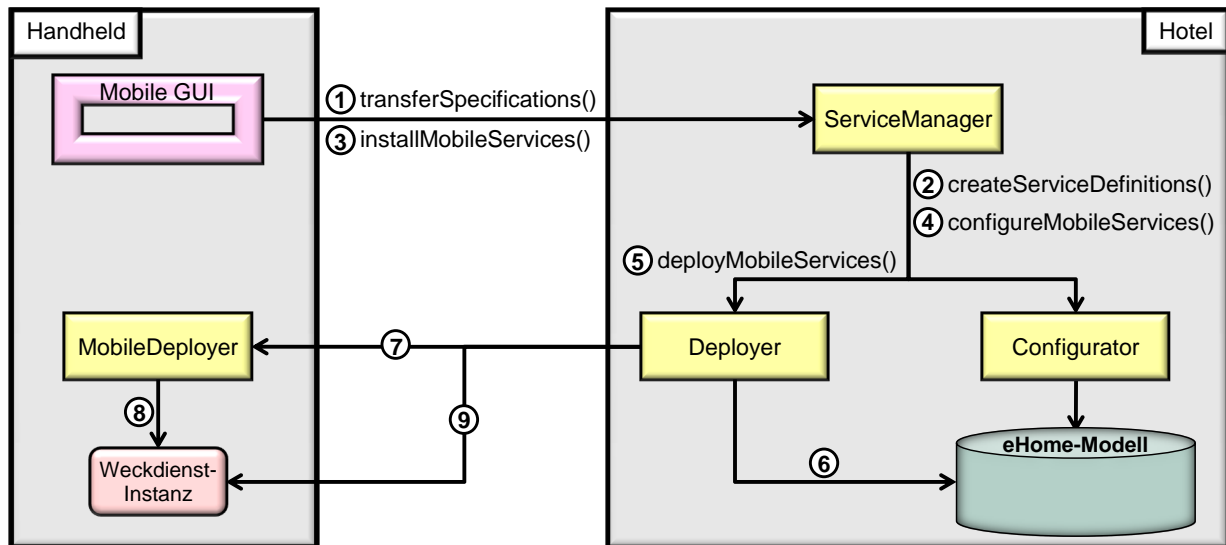 Handheld
Hotel
Mobile GUI
① transferSpecifications()
③ installMobileServices()
ServiceManager
② createServiceDefinitions()
④ configureMobileServices()
⑤ deployMobileServices()
MobileDeployer
⑦
Deployer
Configurator
⑧
⑨
Weckdienst-
Instanz
⑥
eHome-Modell